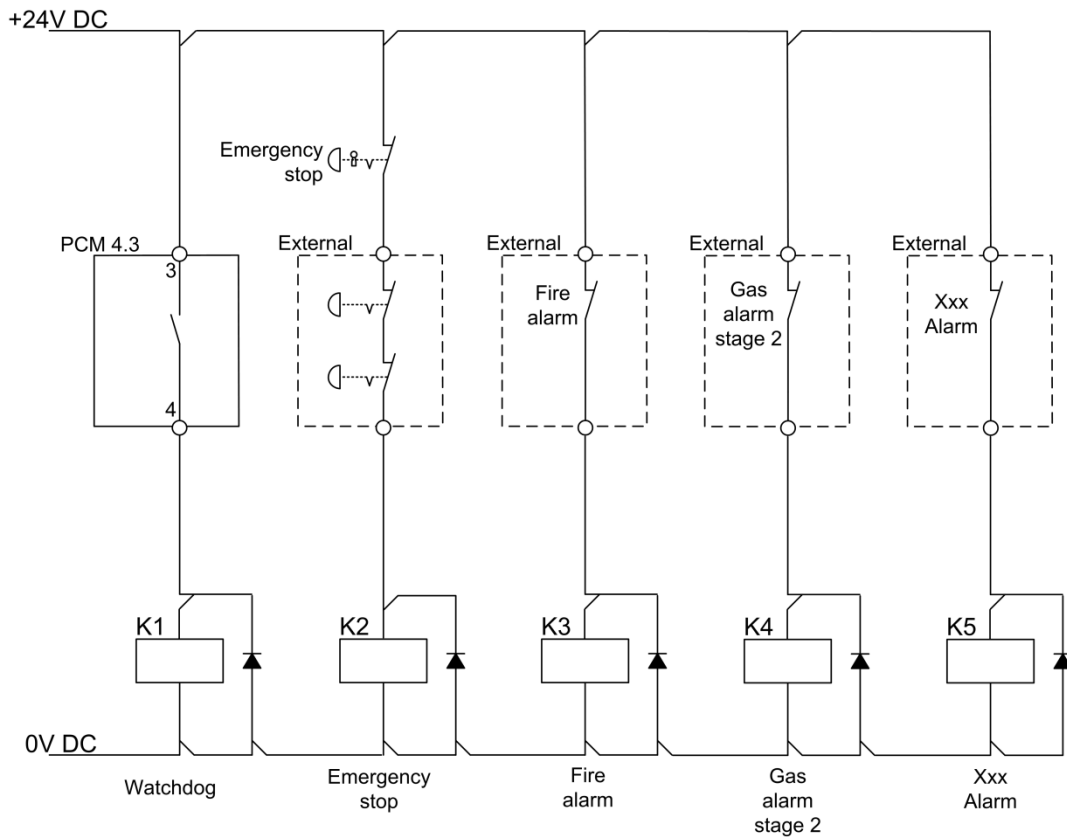 +24V DC
Emergency
stop
PCM 4.3
External
External
External
External
3
Fire
alarm
Gas
alarm
stage 2
Xxx
Alarm
4
K1
K2
K3
K4
K5
0V DC
Watchdog
Emergency
stop
Fire
alarm
Gas
alarm
stage 2
Xxx
Alarm